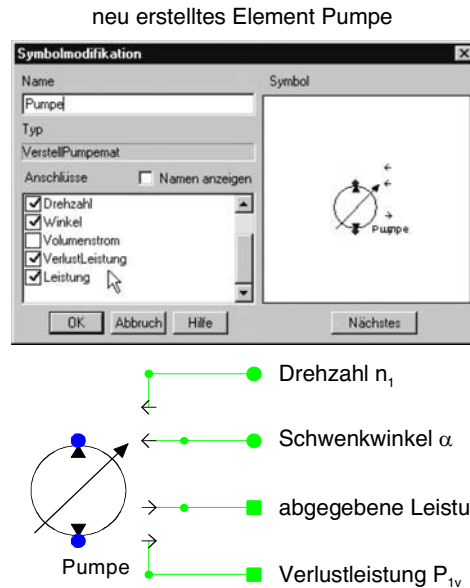 neu erstelltes Element Pumpe
Symbolmodifikation
Name
Symbol
Pumpe
Typ
VerstellPumpemat
Anschlüsse
Namen anzeigen
Drehzahl
Winkel
Volumenstrom
VerlustLeistung
Leistung
Pumpe
OK
Abbruch
Hilfe
Nächstes
Drehzahl n₁
Schwenkwinkel α
abgegebene Leistu
Pumpe
Verlustleistung P₁ᵥ